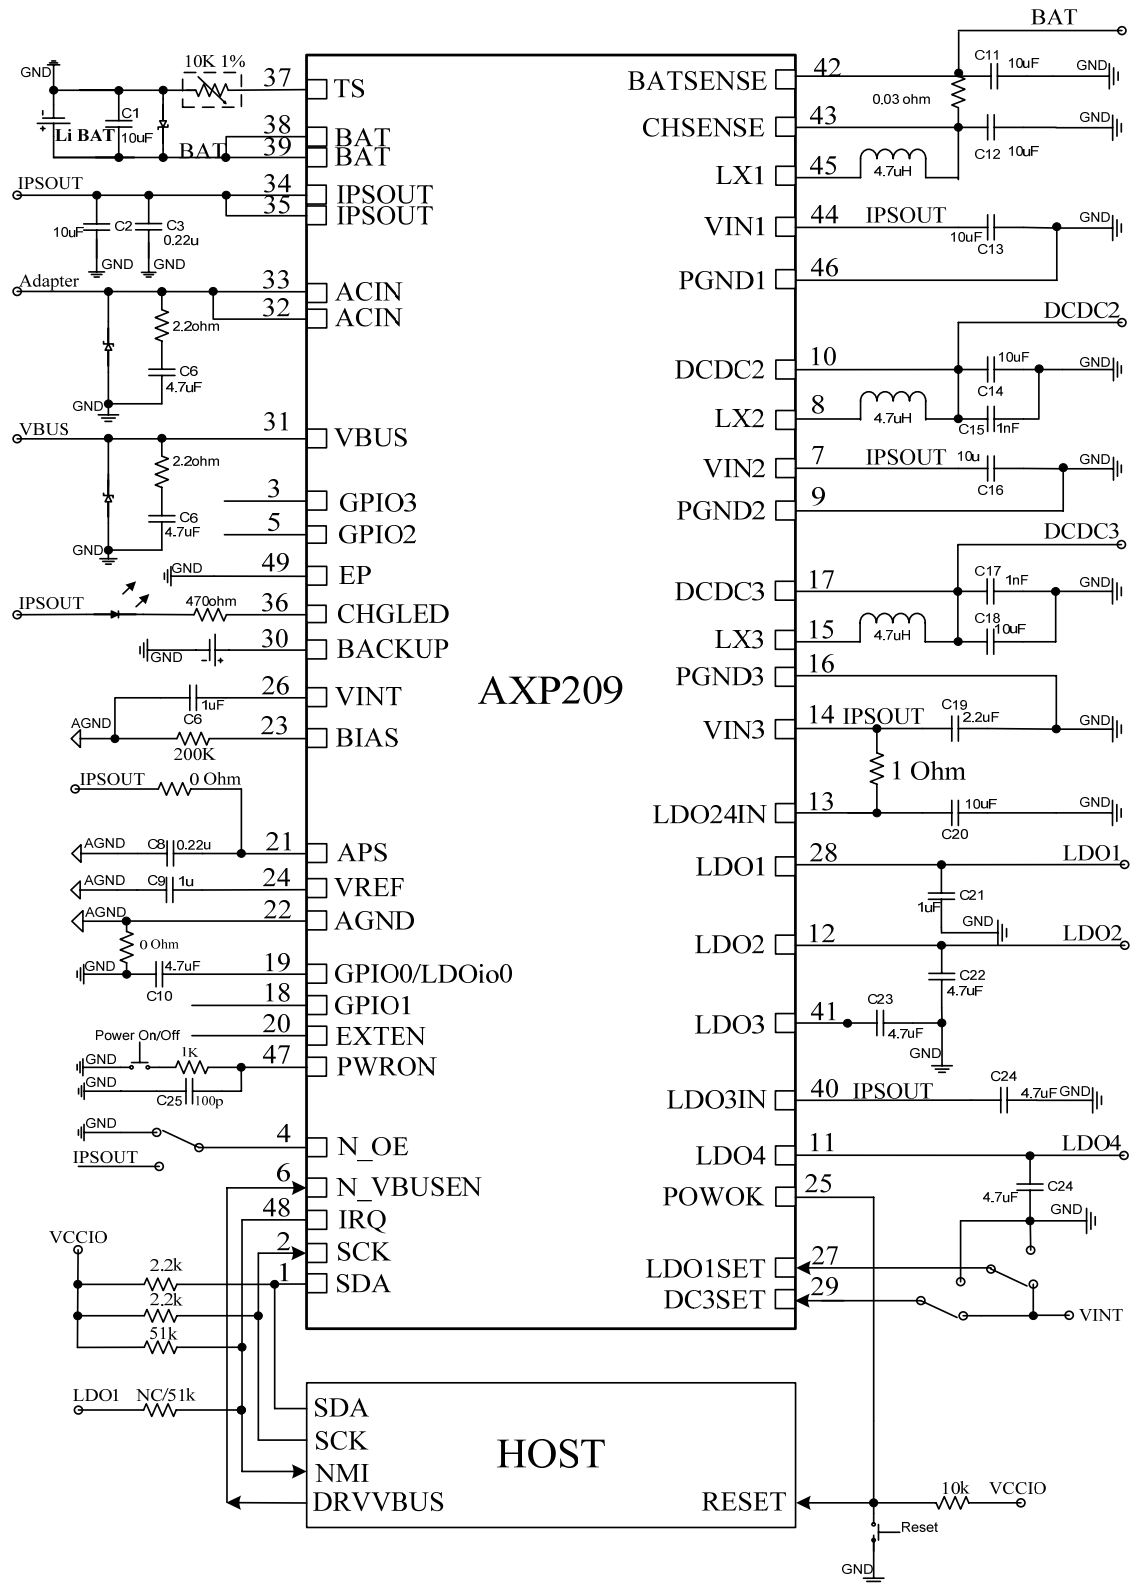 BAT
10K 1%
GND
37
TS
C1
10uF
Li BAT
- +
38
BAT
BAT
39
BAT
IPSOUT
34
IPSOUT
35
IPSOUT
10uF
C2
C3
0.22u
GND
GND
Adapter
33
ACIN
32
ACIN
2.2ohm
C6
4.7uF
GND
VBUS
31
VBUS
2.2ohm
C6
4.7uF
GND
3
GPIO3
5
GPIO2
GND
49
EP
IPSOUT
470ohm
36
CHGLED
GND
- +
30
BACKUP
26
VINT
1uF
C6
AGND
200K
23
BIAS
IPSOUT
0 Ohm
AGND
C8
0.22u
21
APS
AGND
C9
1u
24
VREF
AGND
22
AGND
0 Ohm
GND
4.7uF
C10
19
GPIO0/LDOio0
18
GPIO1
20
EXTEN
Power On/Off
GND
1K
47
PWRON
GND
C25
100p
GND
4
N_OE
IPSOUT
6
N_VBUSEN
48
IRQ
VCCIO
2
SCK
2.2k
1
SDA
2.2k
51k
LDO1
NC/51k
AXP209
BATSENSE
42
C11
10uF
GND
0,03 ohm
CHSENSE
43
C12
10uF
GND
LX1
45
4.7uH
VIN1
44
IPSOUT
10uF
C13
GND
PGND1
46
DCDC2
DCDC2
10
10uF
C14
GND
LX2
8
4.7uH
C15
1nF
VIN2
7
IPSOUT
10u
C16
GND
PGND2
9
DCDC3
DCDC3
17
C17
1nF
GND
LX3
15
4.7uH
C18
10uF
PGND3
16
VIN3
14
IPSOUT
C19
2.2uF
GND
1 Ohm
LDO24IN
13
10uF
C20
GND
LDO1
28
LDO1
C21
1uF
GND
LDO2
12
LDO2
C22
4.7uF
LDO3
41
C23
4.7uF
GND
LDO3IN
40
IPSOUT
C24
4.7uF
GND
LDO4
11
LDO4
C24
4.7uF
GND
POWOK
25
LDO1SET
27
DC3SET
29
VINT
HOST
SDA
SCK
NMI
DRVVBUS
RESET
10k
VCCIO
Reset
GND